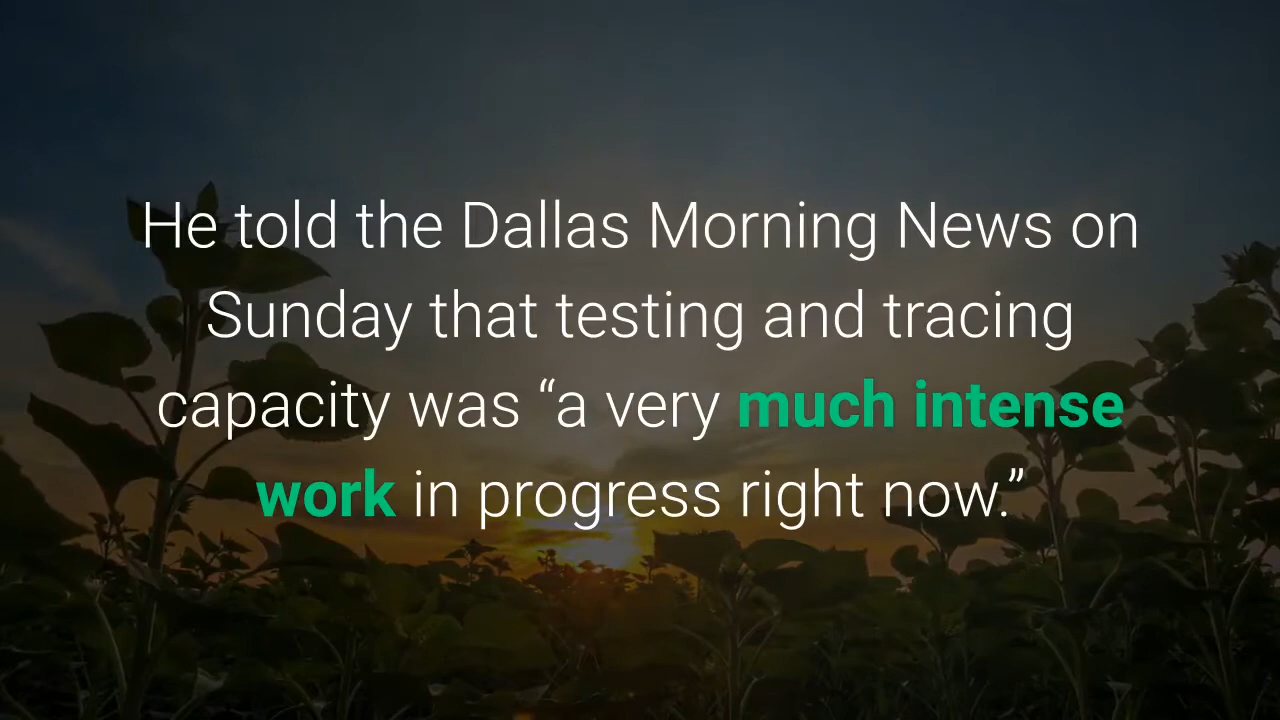 He told the Dallas Morning News on
Sunday that testing and tracing
capacity was “a very much intense
work in progress right now.”